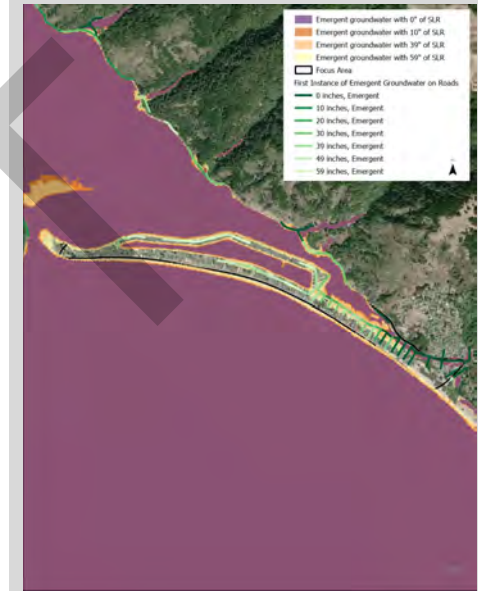 Emergent groundwater with 0" of SLR
Emergent groundwater with 10" of SLR
Emergent groundwater with 39" of SLR
Emergent groundwater with 59" of SLR
Focus Area
First Instance of Emergent Groundwater on Roads
0 inches, Emergent
10 inches, Emergent
20 inches, Emergent
30 inches, Emergent
39 inches, Emergent
49 inches, Emergent
59 inches, Emergent